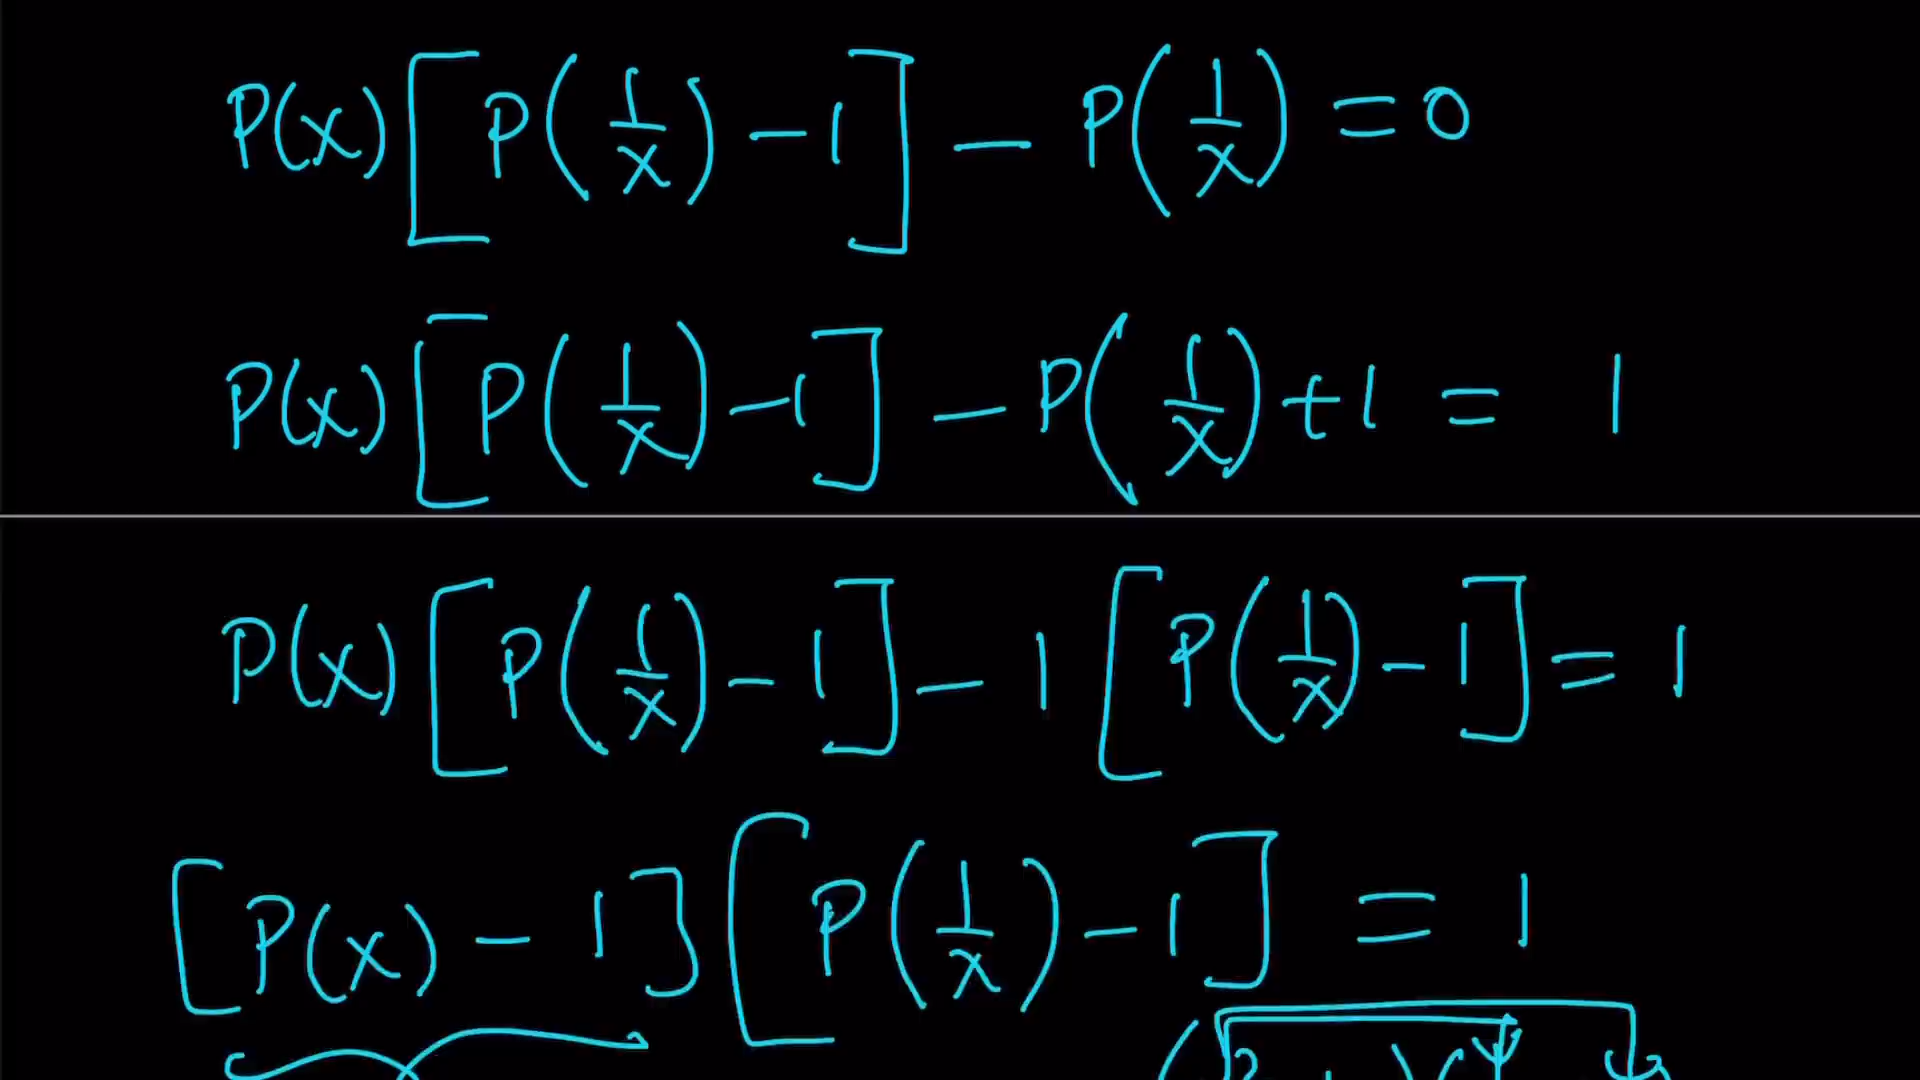 P(x)[P(1/x)-1] - P(1/x) = 0
P(x)[P(1/x)-1] - P(1/x)+1 = 1
P(x)[P(1/x)-1] - 1[P(1/x)-1] = 1
[P(x)-1][P(1/x)-1] = 1